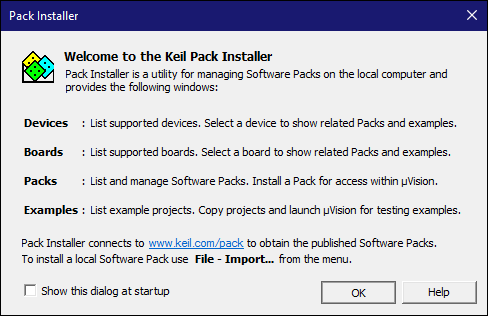 Pack Installer
Welcome to the Keil Pack Installer
Pack Installer is a utility for managing Software Packs on the local computer and
provides the following windows:
Devices : List supported devices. Select a device to show related Packs and examples.
Boards : List supported boards. Select a board to show related Packs and examples.
Packs : List and manage Software Packs. Install a Pack for access within µVision.
Examples : List example projects. Copy projects and launch µVision for testing examples.
Pack Installer connects to www.keil.com/pack to obtain the published Software Packs.
To install a local Software Pack use File - Import... from the menu.
Show this dialog at startup
OK
Help